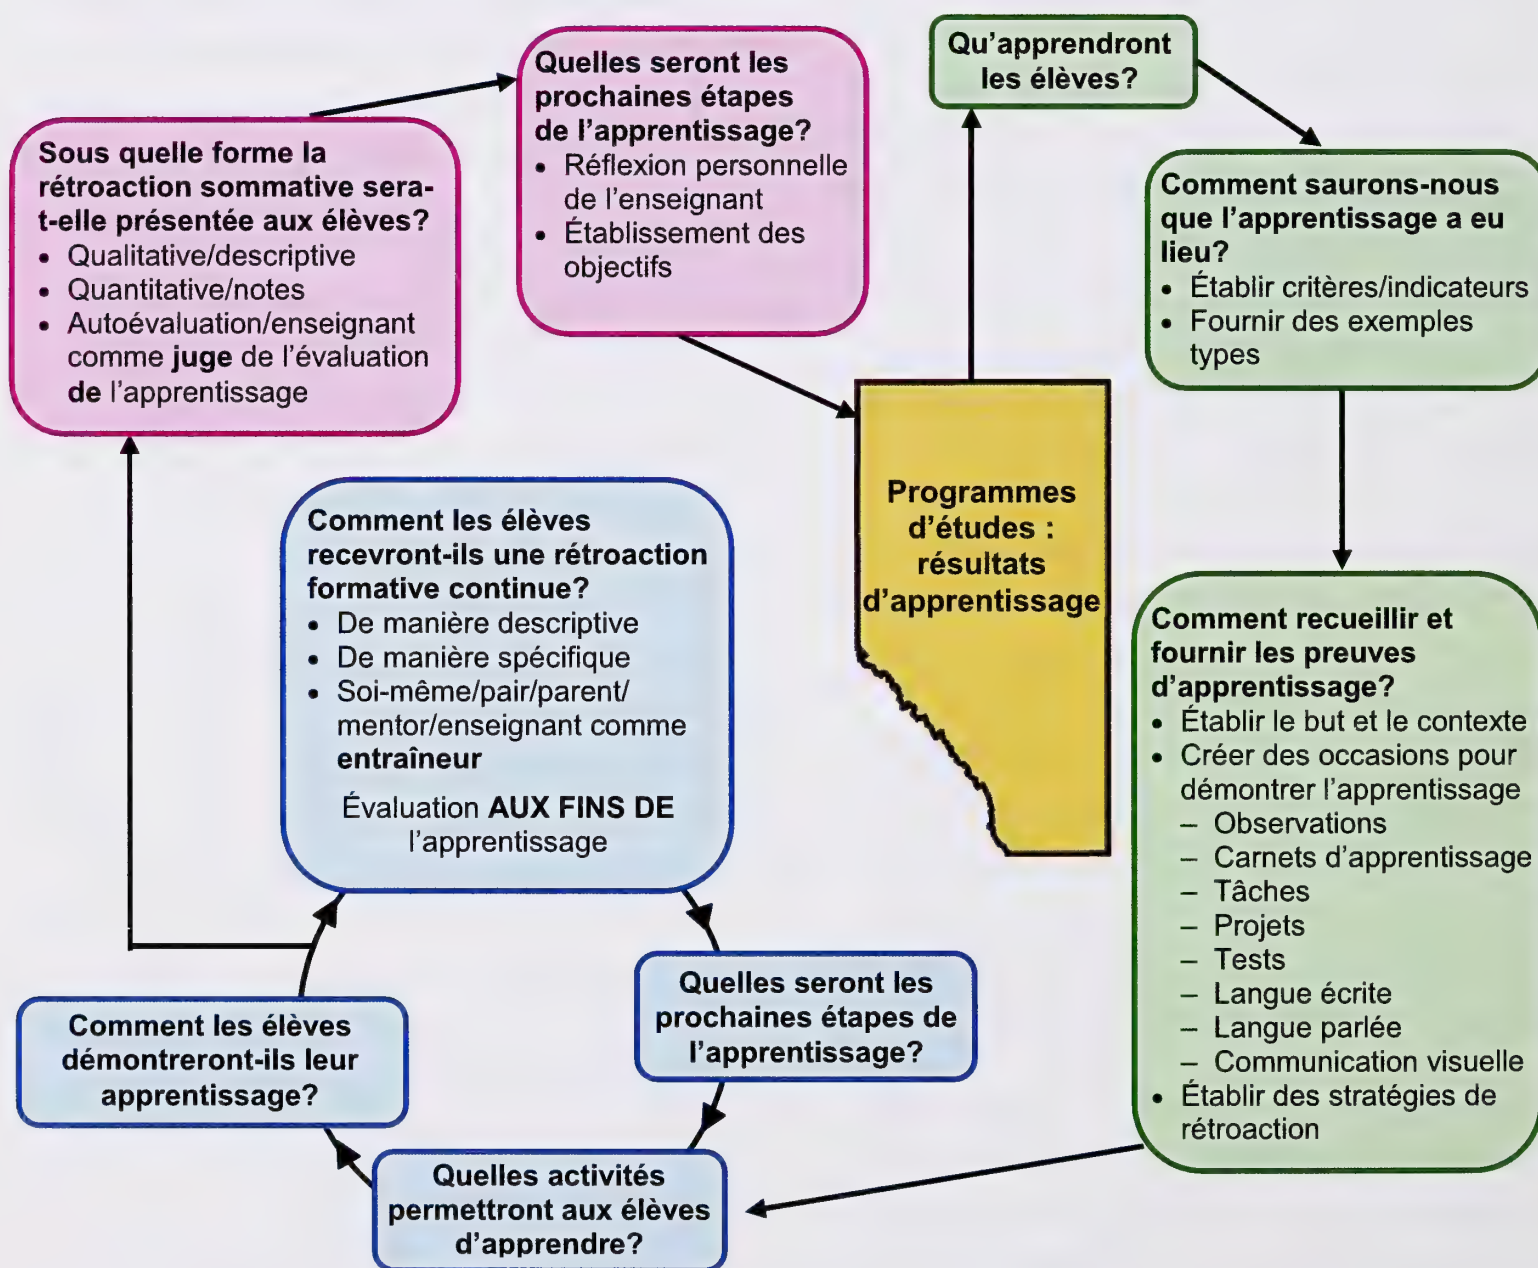 Qu'apprendront
les élèves?
Comment saurons-nous
que l'apprentissage a eu
lieu?
• Établir critères/indicateurs
• Fournir des exemples
types
Comment recueillir et
fournir les preuves
d'apprentissage?
• Établir le but et le contexte
• Créer des occasions pour
démontrer l'apprentissage
– Observations
– Carnets d'apprentissage
– Tâches
– Projets
– Tests
– Langue écrite
– Langue parlée
– Communication visuelle
• Établir des stratégies de
rétroaction
Quelles activités
permettront aux élèves
d'apprendre?
Comment les élèves
démontreront-ils leur
apprentissage?
Comment les élèves
recevront-ils une rétroaction
formative continue?
• De manière descriptive
• De manière spécifique
• Soi-même/pair/parent/
mentor/enseignant comme
entraîneur
Évaluation AUX FINS DE
l'apprentissage
Quelles seront les
prochaines étapes de
l'apprentissage?
Sous quelle forme la
rétroaction sommative sera-
t-elle présentée aux élèves?
• Qualitative/descriptive
• Quantitative/notes
• Autoévaluation/enseignant
comme juge de l'évaluation
de l'apprentissage
Quelles seront les
prochaines étapes
de l'apprentissage?
• Réflexion personnelle
de l'enseignant
• Établissement des
objectifs
Programmes
d'études :
résultats
d'apprentissage